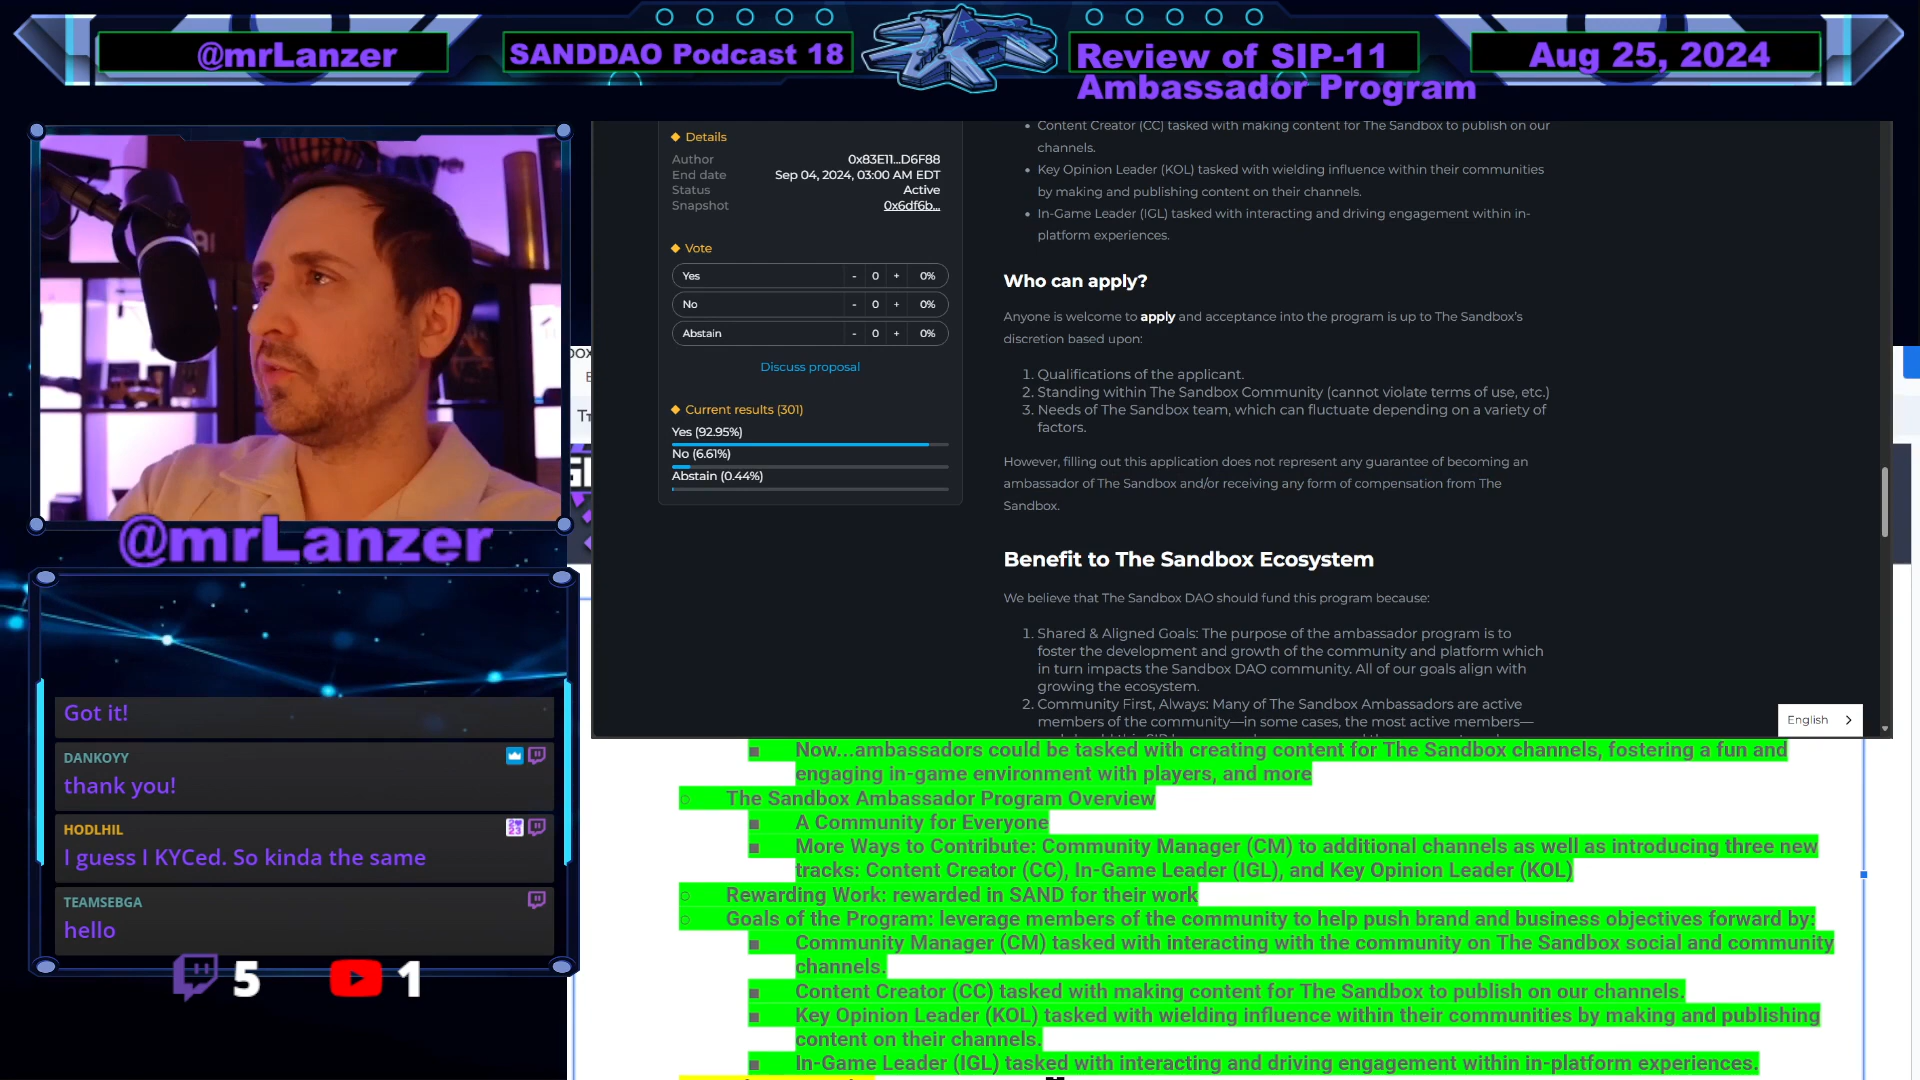 @mrLanzer
SANDDAO Podcast 18
Review of SIP-11
Ambassador Program
Aug 25, 2024
@mrLanzer
Got it!
DANKOYY
thank you!
HODLHIL
I guess I KYCed. So kinda the same
TEAMSEBGA
hello
5
1
Details
Author 0x83E11...D6F88
End date Sep 04, 2024, 03:00 AM EDT
Status Active
Snapshot 0x6df6b...
Vote
Yes - 0 + 0%
No - 0 + 0%
Abstain - 0 + 0%
Discuss proposal
Current results (301)
Yes (92.95%)
No (6.61%)
Abstain (0.44%)
• Content Creator (CC) tasked with making content for The Sandbox to publish on our
channels.
• Key Opinion Leader (KOL) tasked with wielding influence within their communities
by making and publishing content on their channels.
• In-Game Leader (IGL) tasked with interacting and driving engagement within in-
platform experiences.
Who can apply?
Anyone is welcome to apply and acceptance into the program is up to The Sandbox's
discretion based upon:
1. Qualifications of the applicant.
2. Standing within The Sandbox Community (cannot violate terms of use, etc.)
3. Needs of The Sandbox team, which can fluctuate depending on a variety of
factors.
However, filling out this application does not represent any guarantee of becoming an
ambassador of The Sandbox and/or receiving any form of compensation from The
Sandbox.
Benefit to The Sandbox Ecosystem
We believe that The Sandbox DAO should fund this program because:
1. Shared & Aligned Goals: The purpose of the ambassador program is to
foster the development and growth of the community and platform which
in turn impacts the Sandbox DAO community. All of our goals align with
growing the ecosystem.
2. Community First, Always: Many of The Sandbox Ambassadors are active
members of the community—in some cases, the most active members—
English >
■ Now...ambassadors could be tasked with creating content for The Sandbox channels, fostering a fun and
engaging in-game environment with players, and more
○ The Sandbox Ambassador Program Overview
■ A Community for Everyone
■ More Ways to Contribute: Community Manager (CM) to additional channels as well as introducing three new
tracks: Content Creator (CC), In-Game Leader (IGL), and Key Opinion Leader (KOL)
○ Rewarding Work: rewarded in SAND for their work
○ Goals of the Program: leverage members of the community to help push brand and business objectives forward by:
■ Community Manager (CM) tasked with interacting with the community on The Sandbox social and community
channels.
■ Content Creator (CC) tasked with making content for The Sandbox to publish on our channels.
■ Key Opinion Leader (KOL) tasked with wielding influence within their communities by making and publishing
content on their channels.
■ In-Game Leader (IGL) tasked with interacting and driving engagement within in-platform experiences.